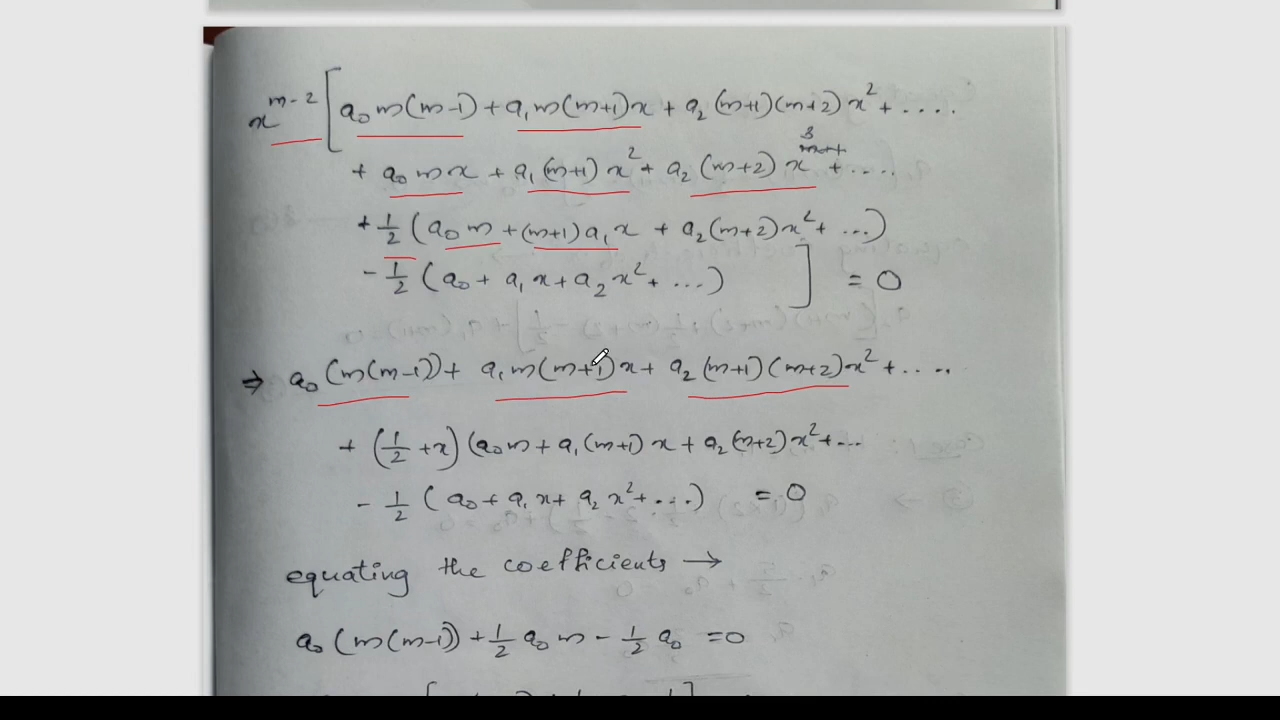 x^{m-2} [ a₀m(m-1) + a₁m(m+1)x + a₂(m+1)(m+2)x² + ....
+ a₀mx + a₁(m+1)x² + a₂(m+2)x³ + ....
+ 1/2 (a₀m + (m+1)a₁x + a₂(m+2)x² + ...)
- 1/2 (a₀ + a₁x + a₂x² + ...) ] = 0
⇒ a₀(m(m-1)) + a₁m(m+1)x + a₂(m+1)(m+2)x² + ....
+ (1/2 + x) (a₀m + a₁(m+1)x + a₂(m+2)x² + ...
- 1/2 (a₀ + a₁x + a₂x² + ...) = 0
equating the coefficients →
a₀(m(m-1)) + 1/2 a₀m - 1/2 a₀ = 0